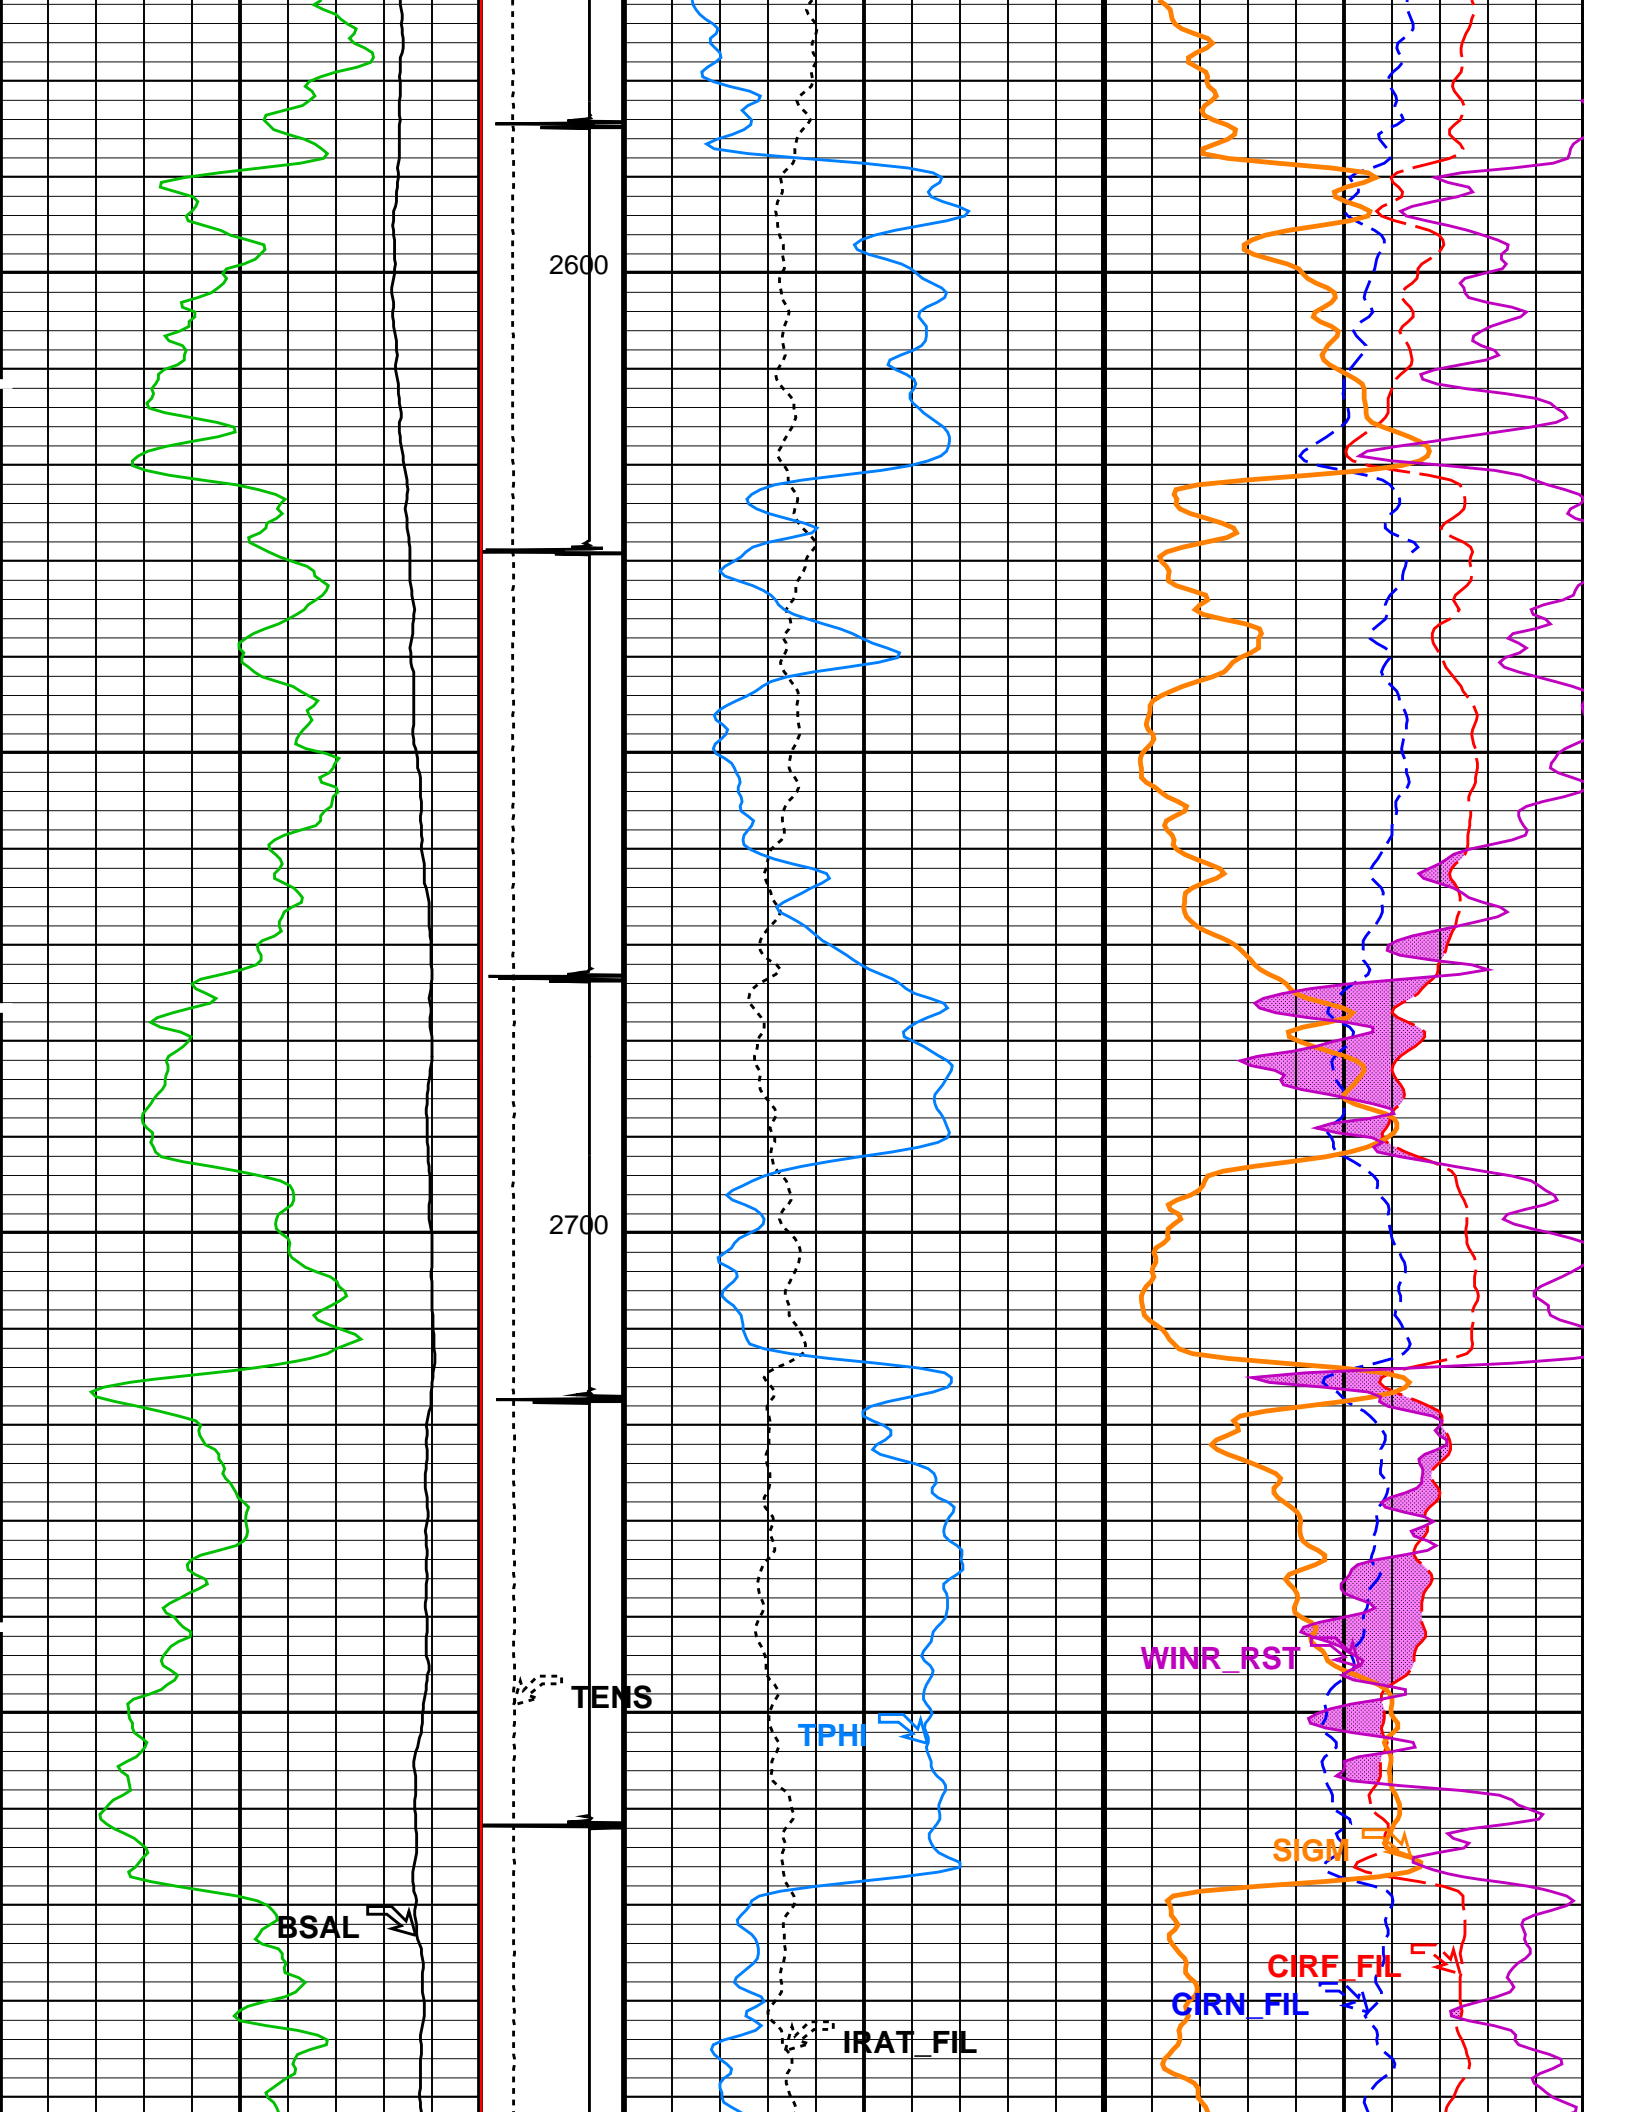 2600
2700
WINR_RST
TENS
TPHI
SIGM
BSAL
CIRF_FIL
CIRN_FIL
IRAT_FIL